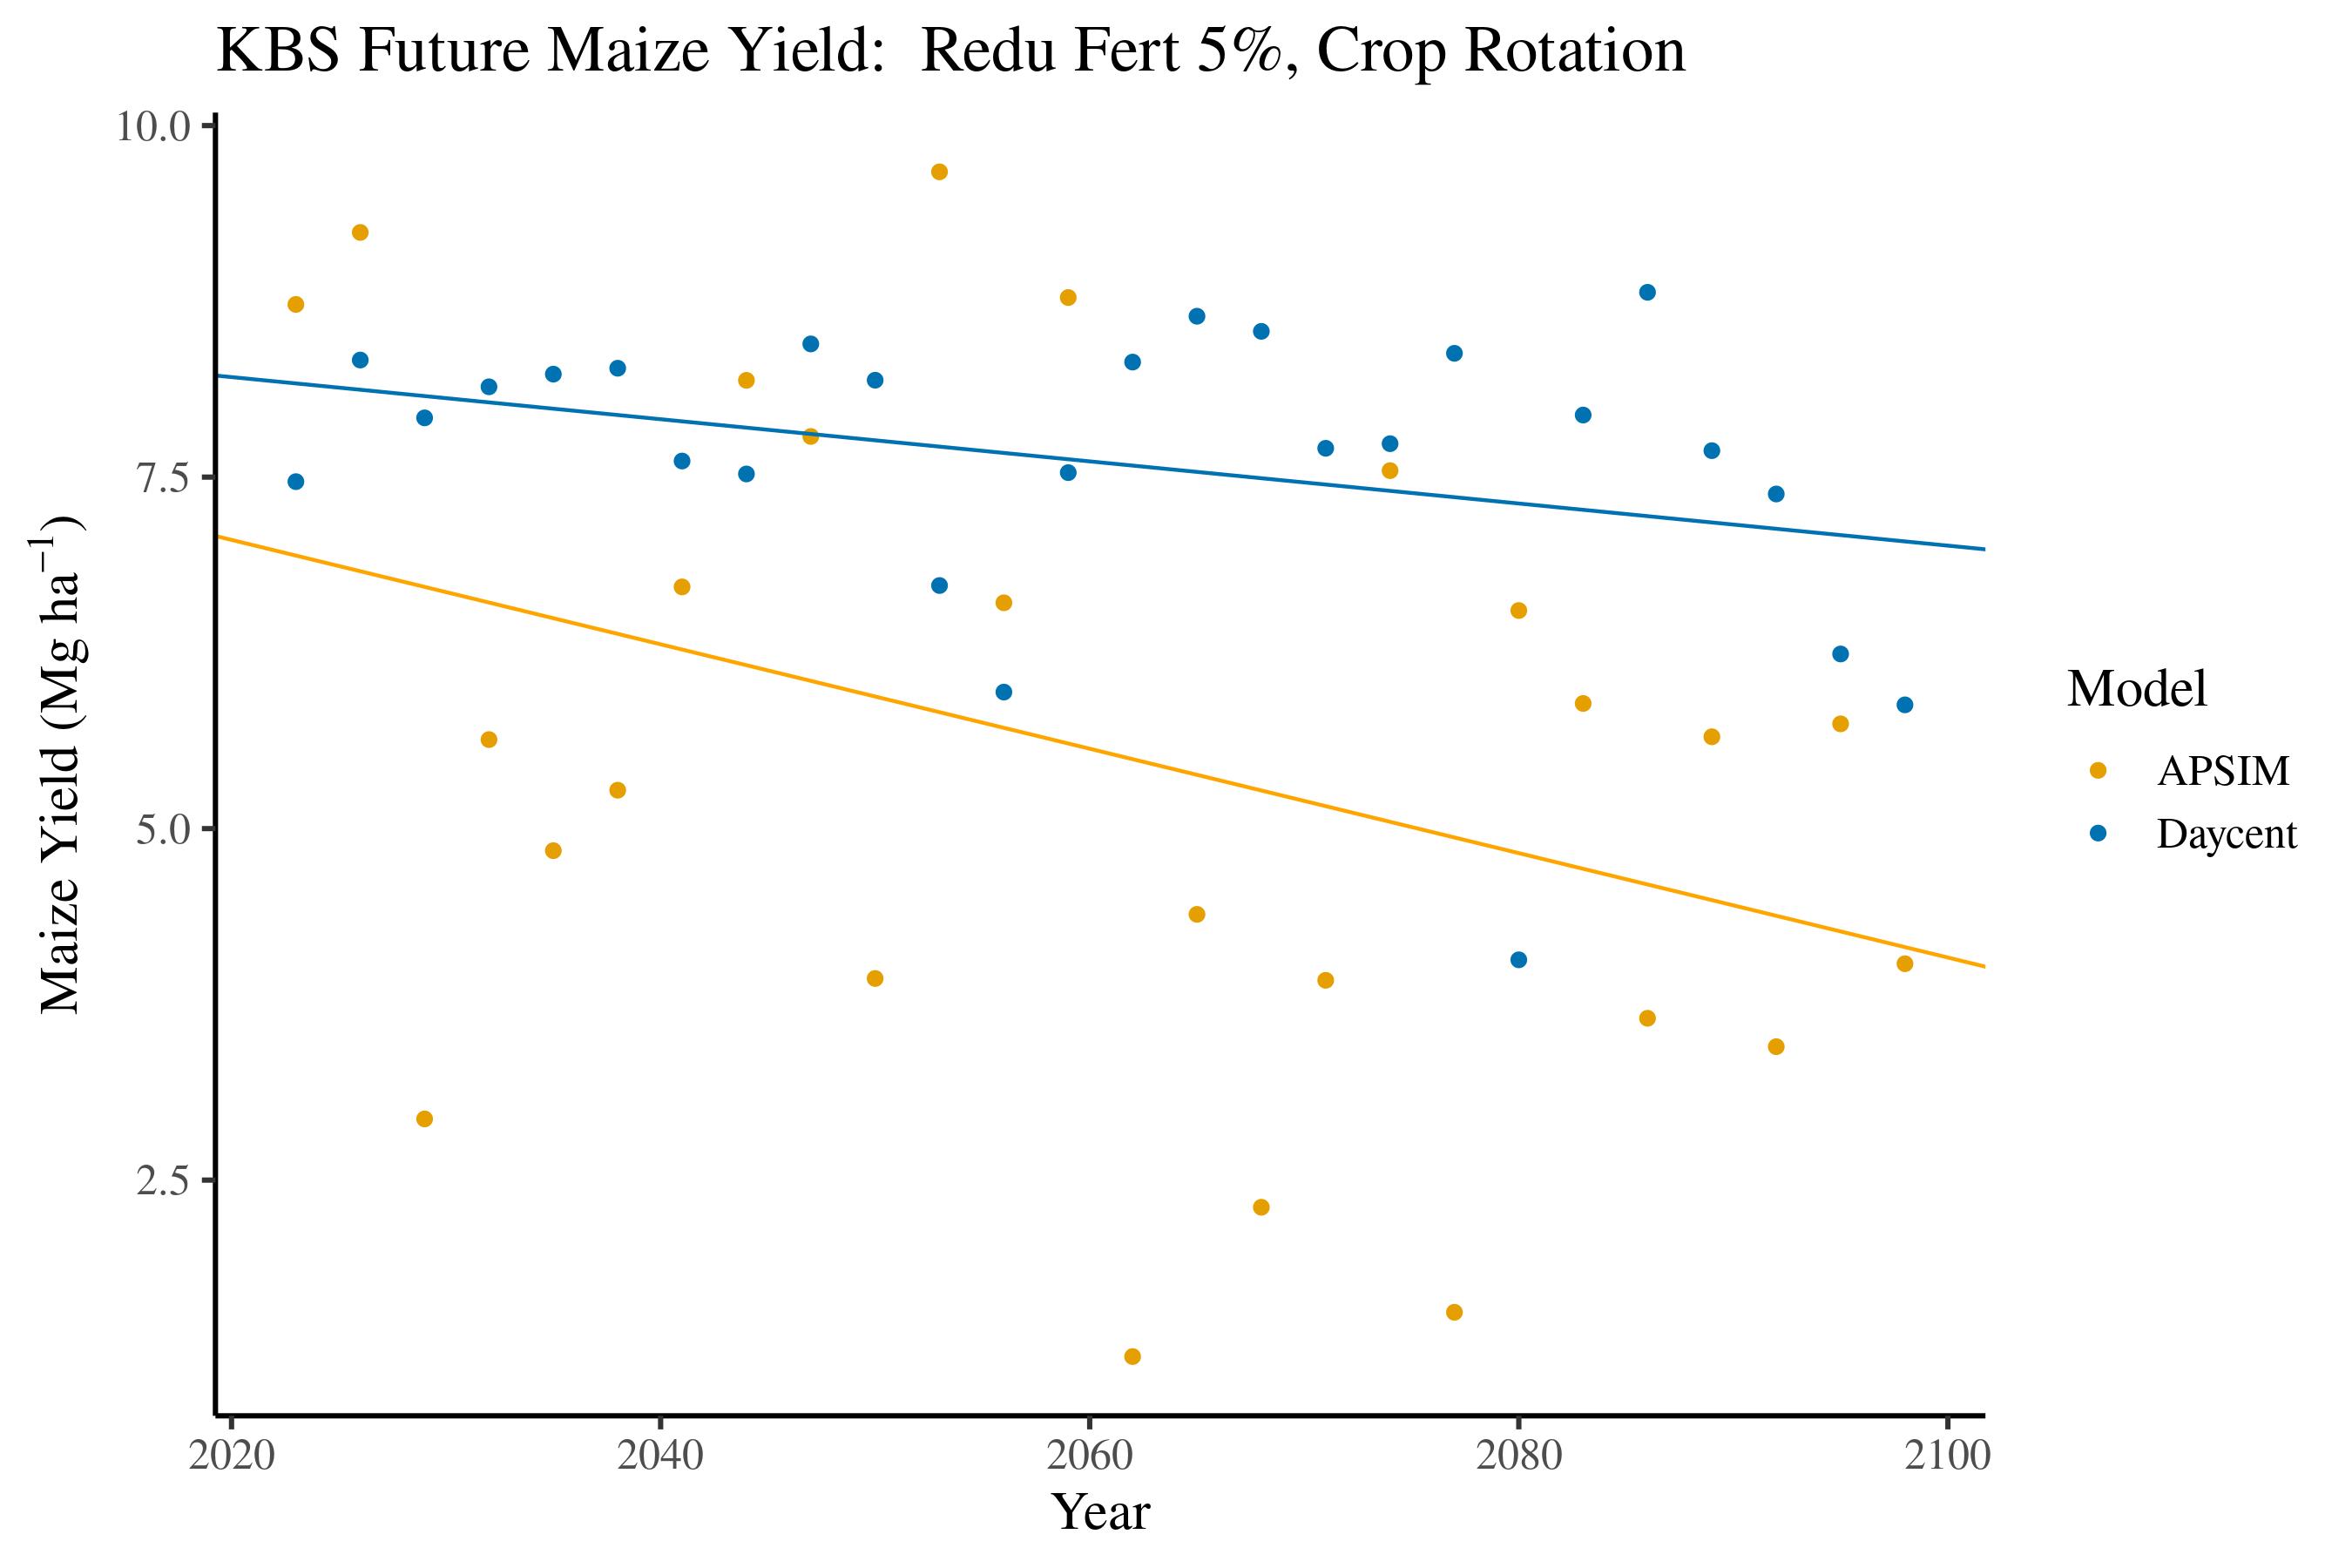 KBS Future Maize Yield:  Redu Fert 5%, Crop Rotation
10.0
7.5
5.0
2.5
Maize Yield (Mg ha⁻¹)
2020 2040 2060 2080 2100
Year
Model
APSIM
Daycent